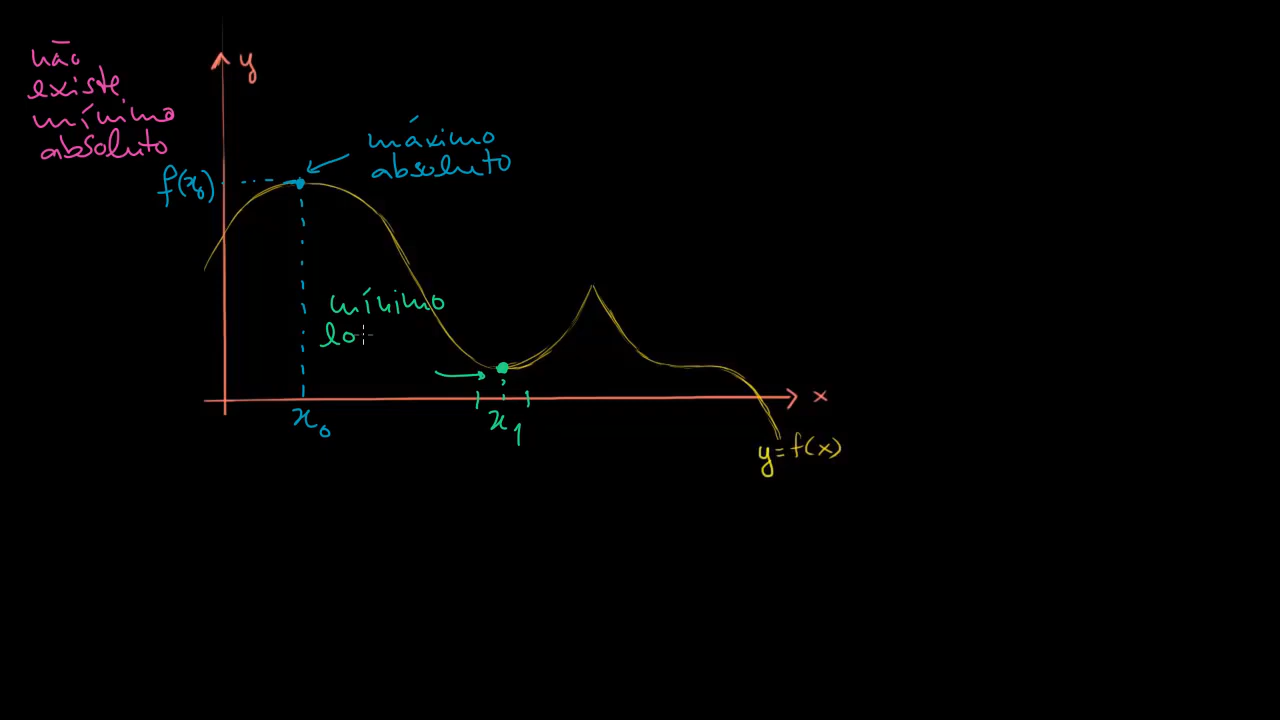 não
existe
mínimo
absoluto
y
máximo
absoluto
f(x₀)
mínimo
lo
x
x₀
x₁
y = f(x)